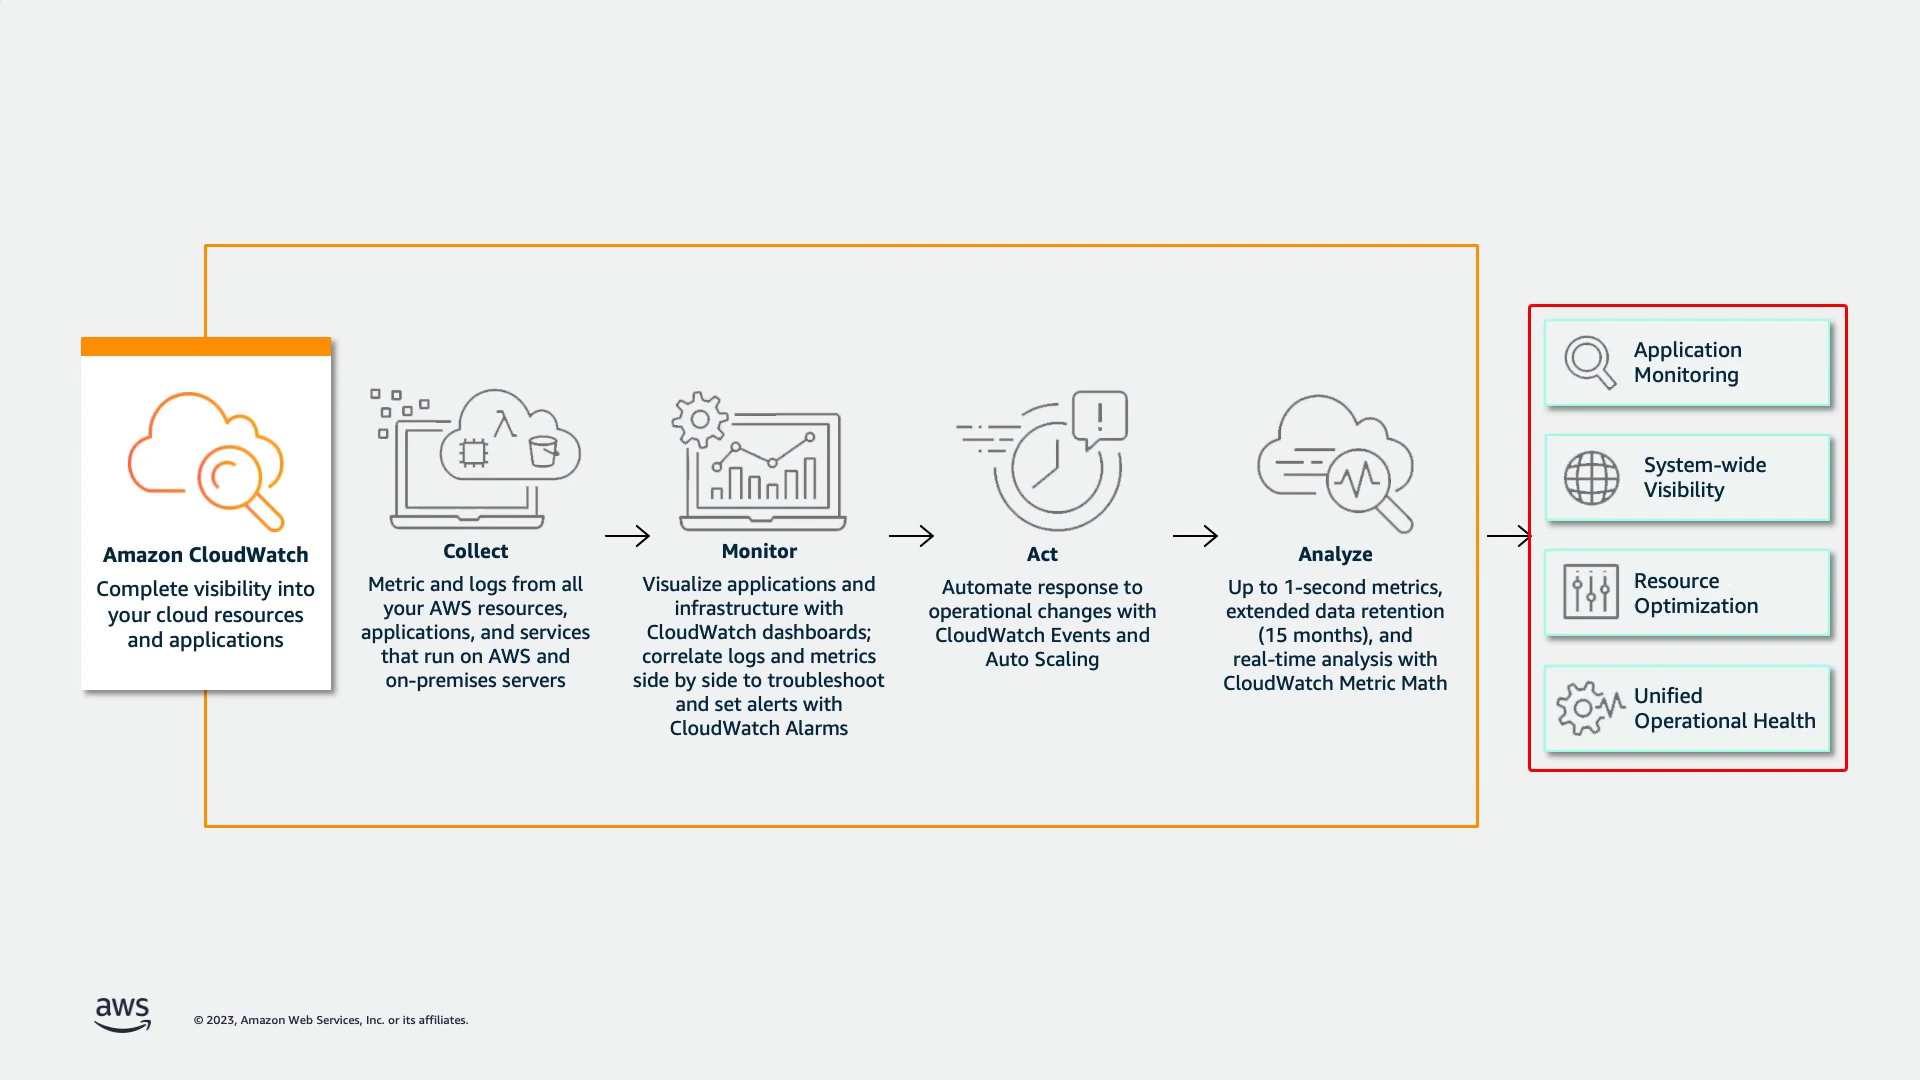 Amazon CloudWatch
Complete visibility into
your cloud resources
and applications
Collect
Metric and logs from all
your AWS resources,
applications, and services
that run on AWS and
on-premises servers
Monitor
Visualize applications and
infrastructure with
CloudWatch dashboards;
correlate logs and metrics
side by side to troubleshoot
and set alerts with
CloudWatch Alarms
Act
Automate response to
operational changes with
CloudWatch Events and
Auto Scaling
Analyze
Up to 1-second metrics,
extended data retention
(15 months), and
real-time analysis with
CloudWatch Metric Math
Application
Monitoring
System-wide
Visibility
Resource
Optimization
Unified
Operational Health
aws
© 2023, Amazon Web Services, Inc. or its affiliates.